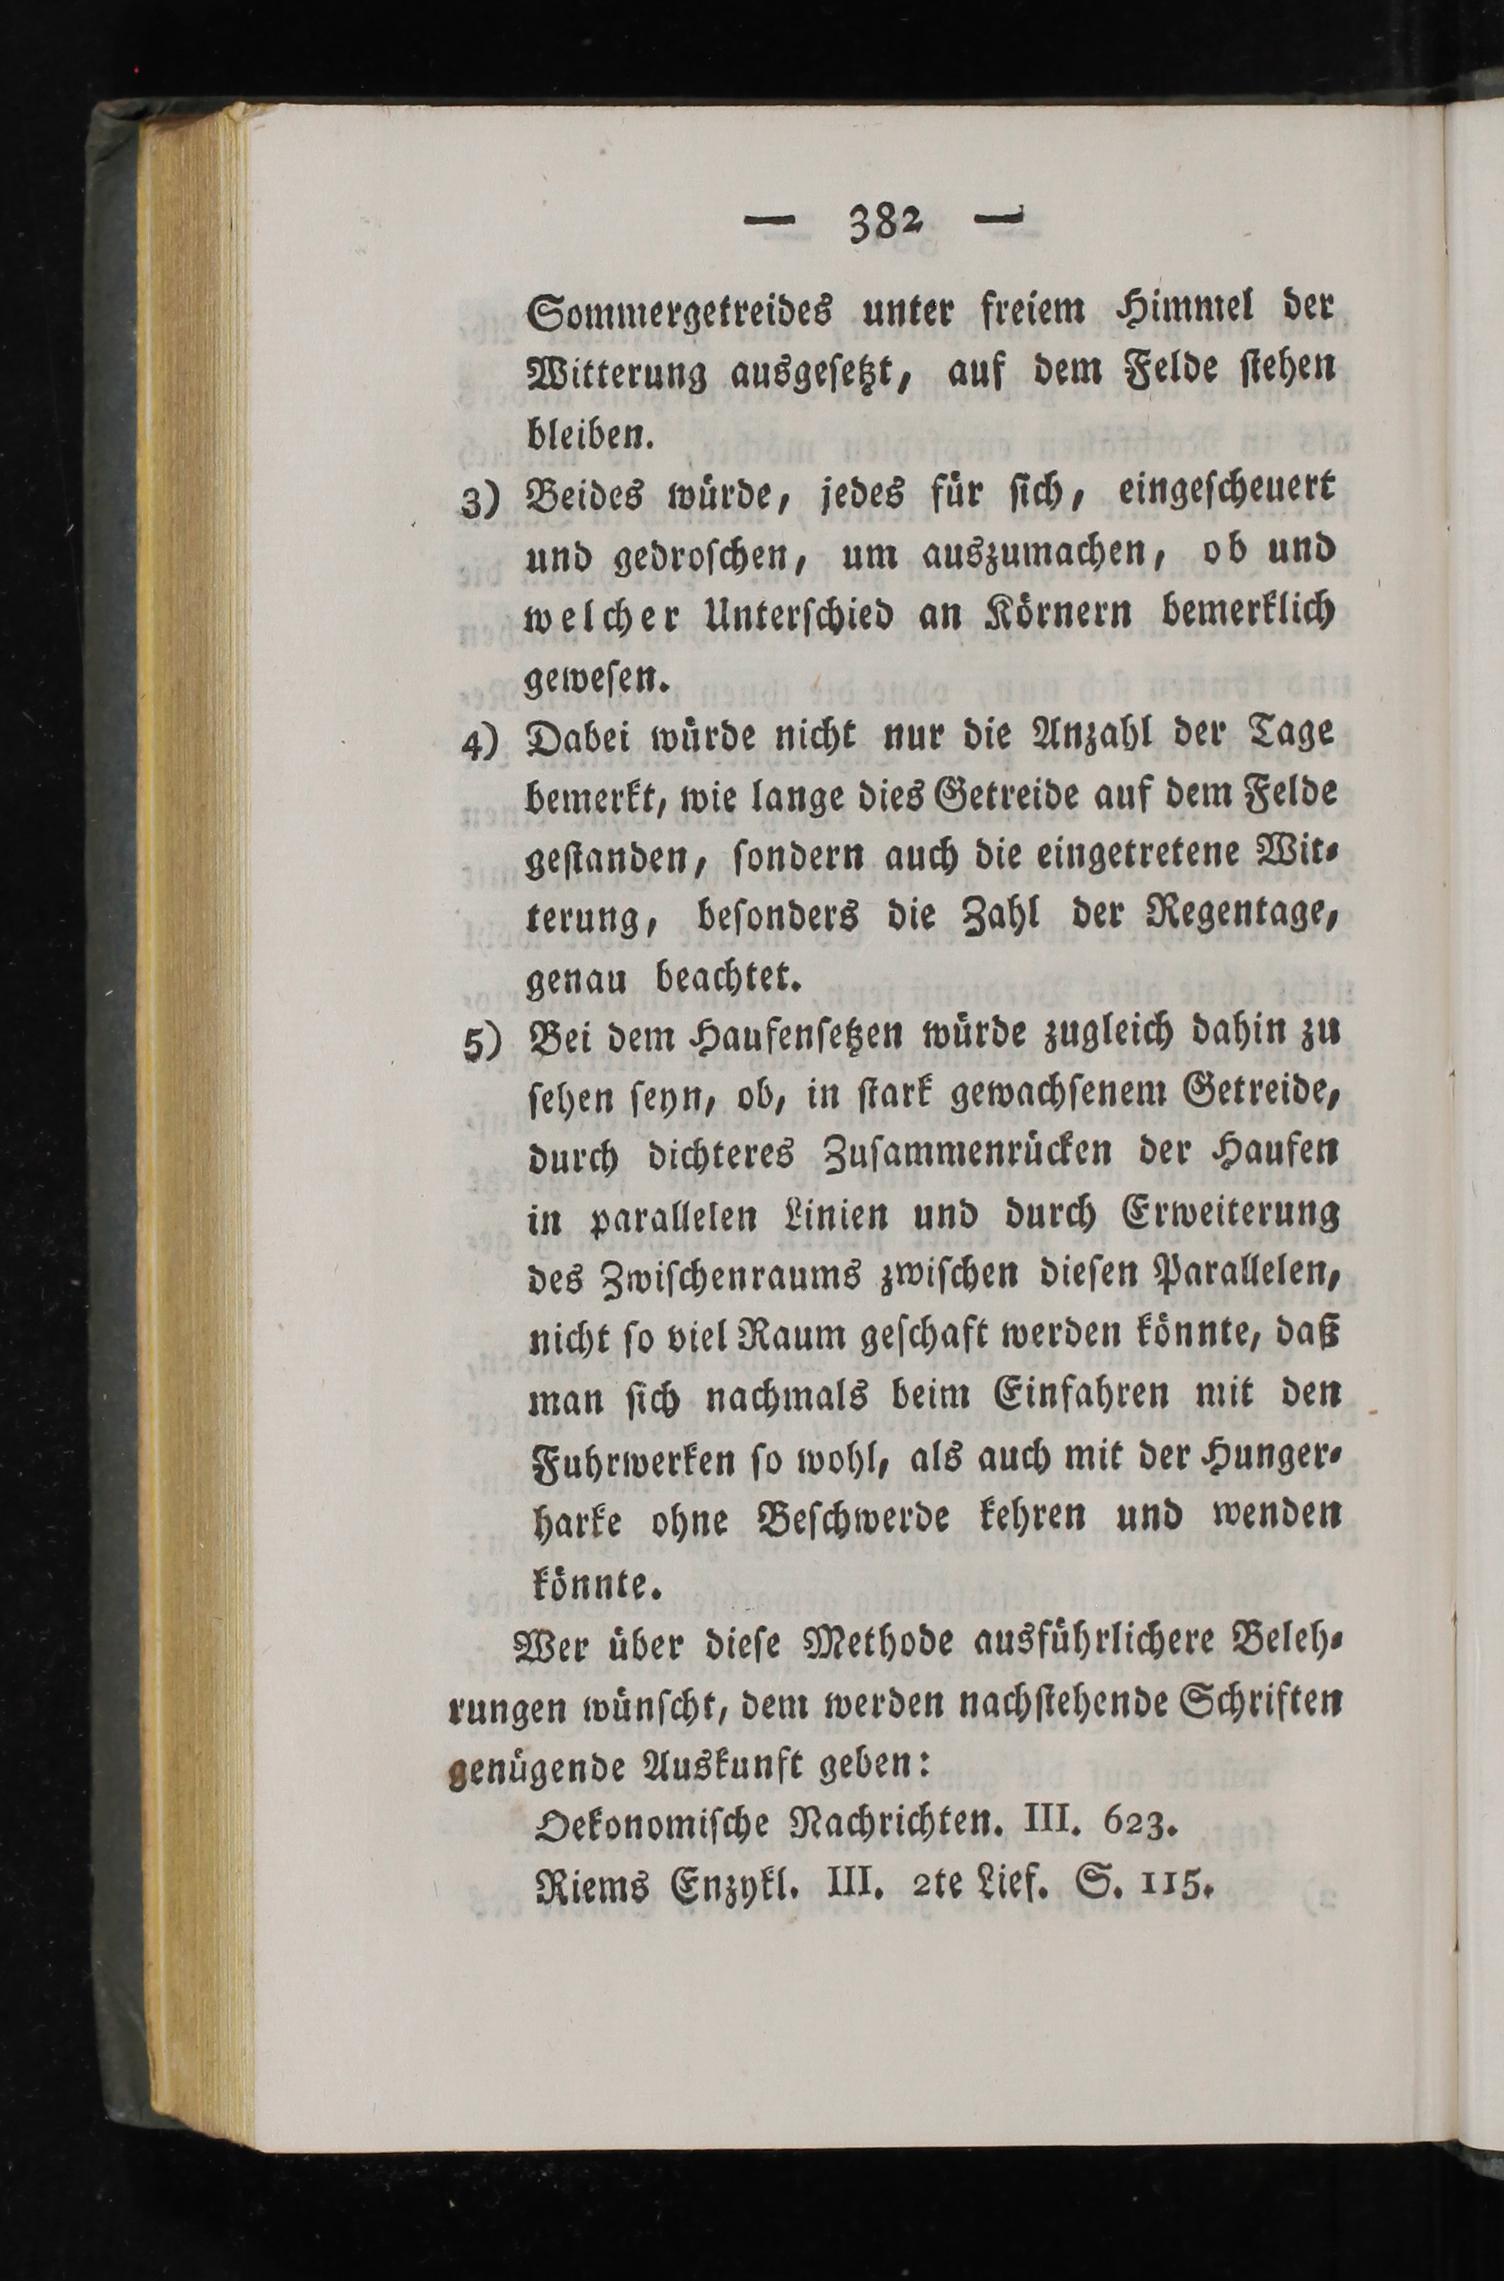 — 382 —
Sommergetreides unter freiem Himmel der
Witterung ausgeſetzt, auf dem Felde ſtehen
bleiben.
3) Beides würde, jedes für ſich, eingeſcheuert
und gedroſchen, um auszumachen, ob und
welcher Unterſchied an Körnern bemerklich
geweſen.
4) Dabei würde nicht nur die Anzahl der Tage
bemerkt, wie lange dies Getreide auf dem Felde
geſtanden, ſondern auch die eingetretene Wit⸗
terung, beſonders die Zahl der Regentage,
genau beachtet.
5) Bei dem Haufenſetzen würde zugleich dahin zu
ſehen ſeyn, ob, in ſtark gewachſenem Getreide,
durch dichteres Zuſammenrücken der Haufen
in parallelen Linien und durch Erweiterung
des Zwiſchenraums zwiſchen dieſen Parallelen,
nicht ſo viel Raum geſchaft werden könnte, daß
man ſich nachmals beim Einfahren mit den
Fuhrwerken ſo wohl, als auch mit der Hunger⸗
harke ohne Beſchwerde kehren und wenden
könnte.
Wer über dieſe Methode ausführlichere Beleh⸗
rungen wünſcht, dem werden nachſtehende Schriften
genügende Auskunft geben:
Oekonomiſche Nachrichten. III. 623.
Riems Enzykl. III. 2te Lief. S. 115.